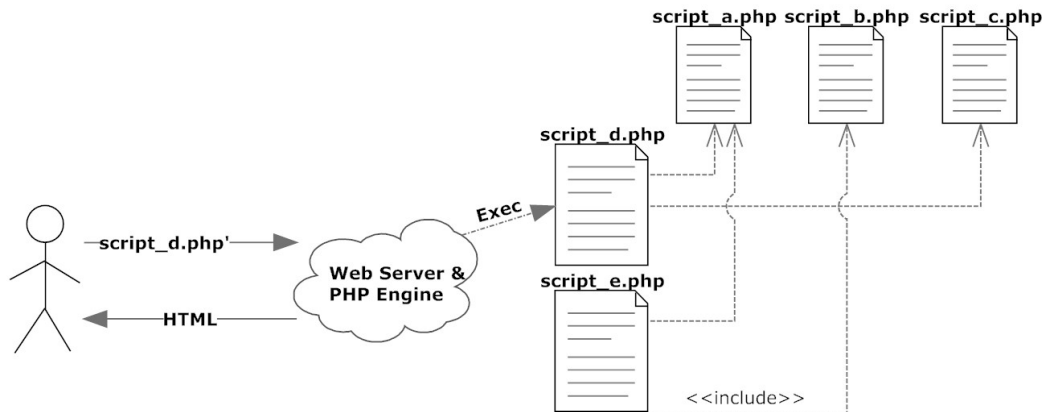 script_a.php script_b.php script_c.php
script_d.php
Exec
script_d.php'
Web Server &
PHP Engine
HTML
script_e.php
<<include>>